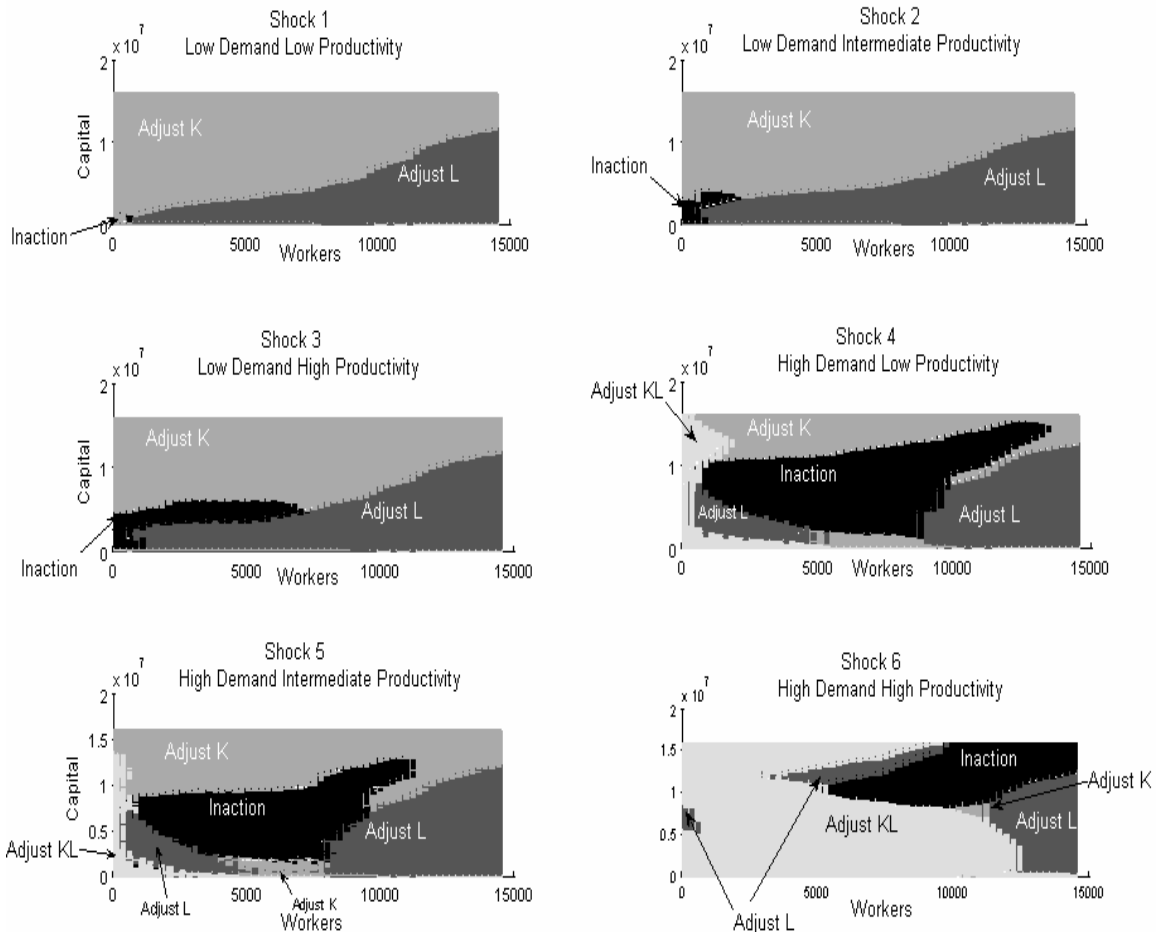 Shock 1
Low Demand Low Productivity
x 10 7
2
Adjust K
Capital
1
Adjust L
Inaction
0
0
5000
10000
15000
Workers
Shock 2
Low Demand Intermediate Productivity
x 10 7
2
Adjust K
Inaction
1
Adjust L
0
0
5000
10000
15000
Workers
Shock 3
Low Demand High Productivity
x 10 7
2
Adjust K
Capital
1
Adjust L
Inaction
0
0
5000
10000
15000
Workers
Shock 4
High Demand Low Productivity
x 10 7
2
Adjust KL
Adjust K
Inaction
1
Adjust L
Adjust L
0
0
5000
10000
15000
Workers
Shock 5
High Demand Intermediate Productivity
x 10 7
2
1.5
Adjust K
Capital
1
Inaction
0.5
Adjust L
Adjust KL
0
0
Adjust L
Adjust K
5000
10000
15000
Workers
Shock 6
High Demand High Productivity
x 10 7
2
1.5
Inaction
Adjust K
1
Adjust KL
Adjust L
0.5
0
0
5000
10000
15000
Adjust L
Workers